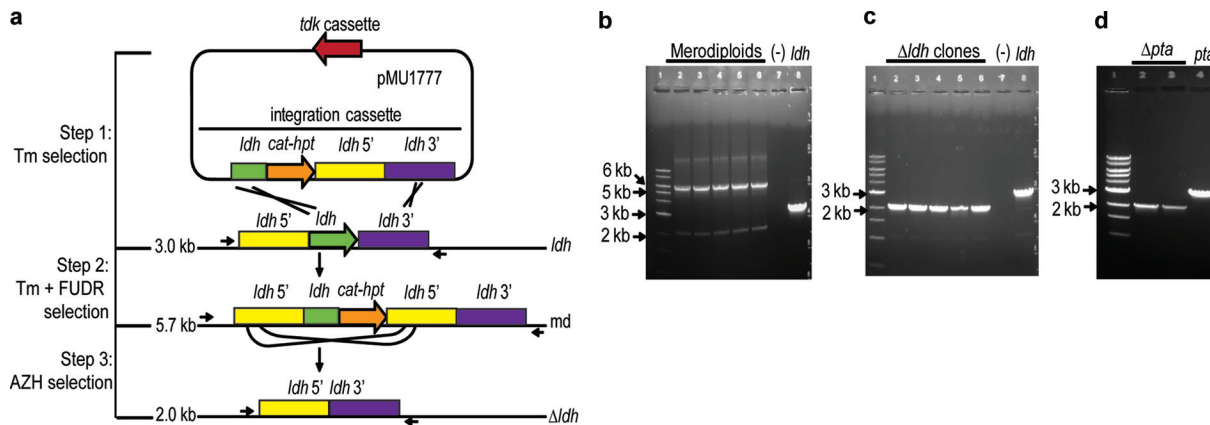 a
tdk cassette
pMU1777
integration cassette
ldh cat-hpt ldh 5’ ldh 3’
Step 1:
Tm selection
ldh 5’ ldh ldh 3’
3.0 kb ldh
Step 2:
Tm + FUDR
selection
ldh 5’ ldh cat-hpt ldh 5’ ldh 3’
5.7 kb md
Step 3:
AZH selection
ldh 5’ ldh 3’
2.0 kb Δldh
b
Merodiploids (-) ldh
1 2 3 4 5 6 7 8
6 kb
5 kb
3 kb
2 kb
c
Δldh clones (-) ldh
1 2 3 4 5 6 7 8
3 kb
2 kb
d
Δpta pta
1 2 3 4
3 kb
2 kb